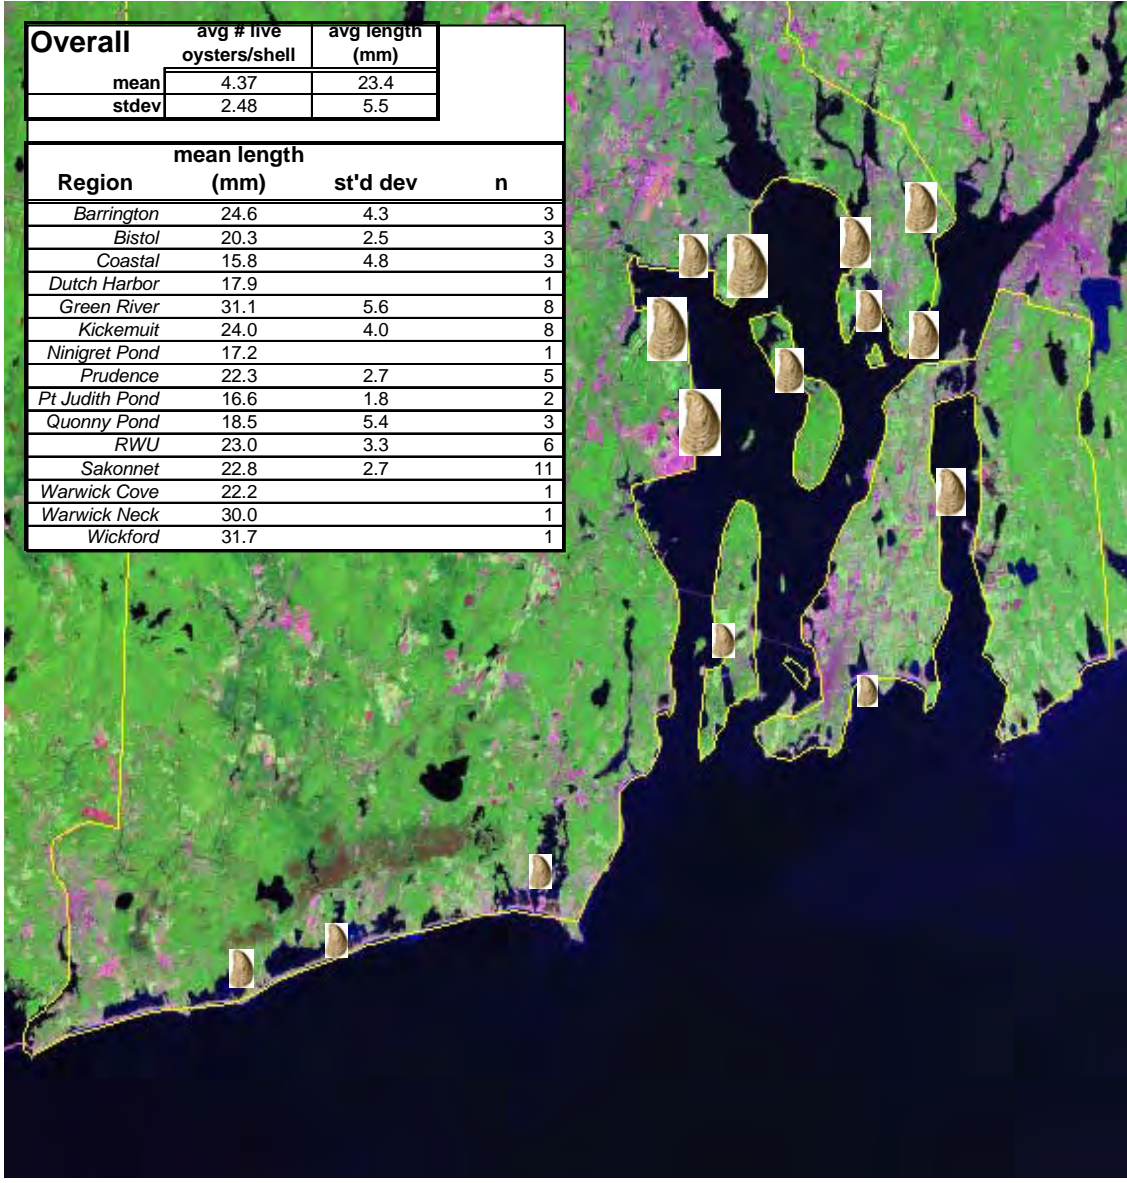 Overall avg # live oysters/shell avg length (mm)
mean 4.37 23.4
stdev 2.48 5.5
Region mean length (mm) st'd dev n
Barrington 24.6 4.3 3
Bistol 20.3 2.5 3
Coastal 15.8 4.8 3
Dutch Harbor 17.9 1
Green River 31.1 5.6 8
Kickemuit 24.0 4.0 8
Ninigret Pond 17.2 1
Prudence 22.3 2.7 5
Pt Judith Pond 16.6 1.8 2
Quonny Pond 18.5 5.4 3
RWU 23.0 3.3 6
Sakonnet 22.8 2.7 11
Warwick Cove 22.2 1
Warwick Neck 30.0 1
Wickford 31.7 1